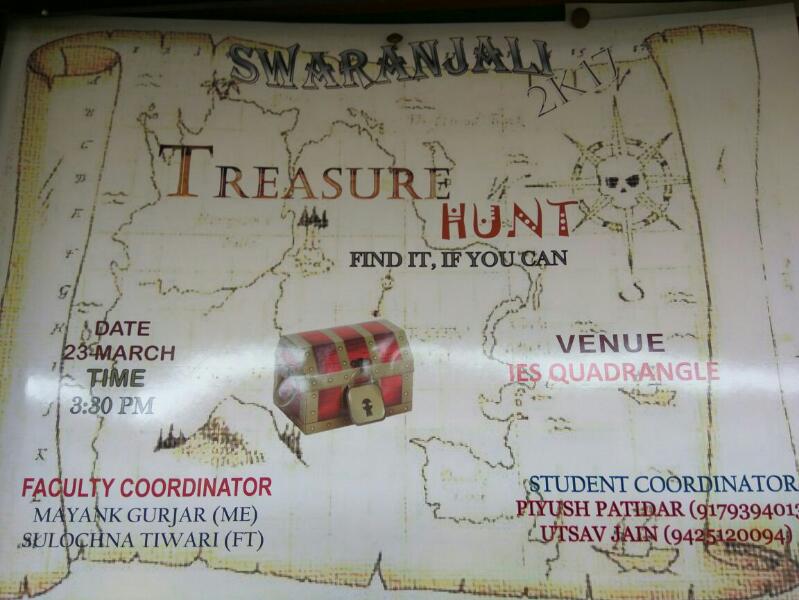 SWARANJALI
2K17
TREASURE
HUNT
FIND IT, IF YOU CAN
DATE
23-MARCH
TIME
3:30 PM
VENUE
IES QUADRANGLE
FACULTY COORDINATOR
MAYANK GURJAR (ME)
SULOCHNA TIWARI (FT)
STUDENT COORDINATOR
PIYUSH PATIDAR (917939401
UTSAV JAIN (9425120094)